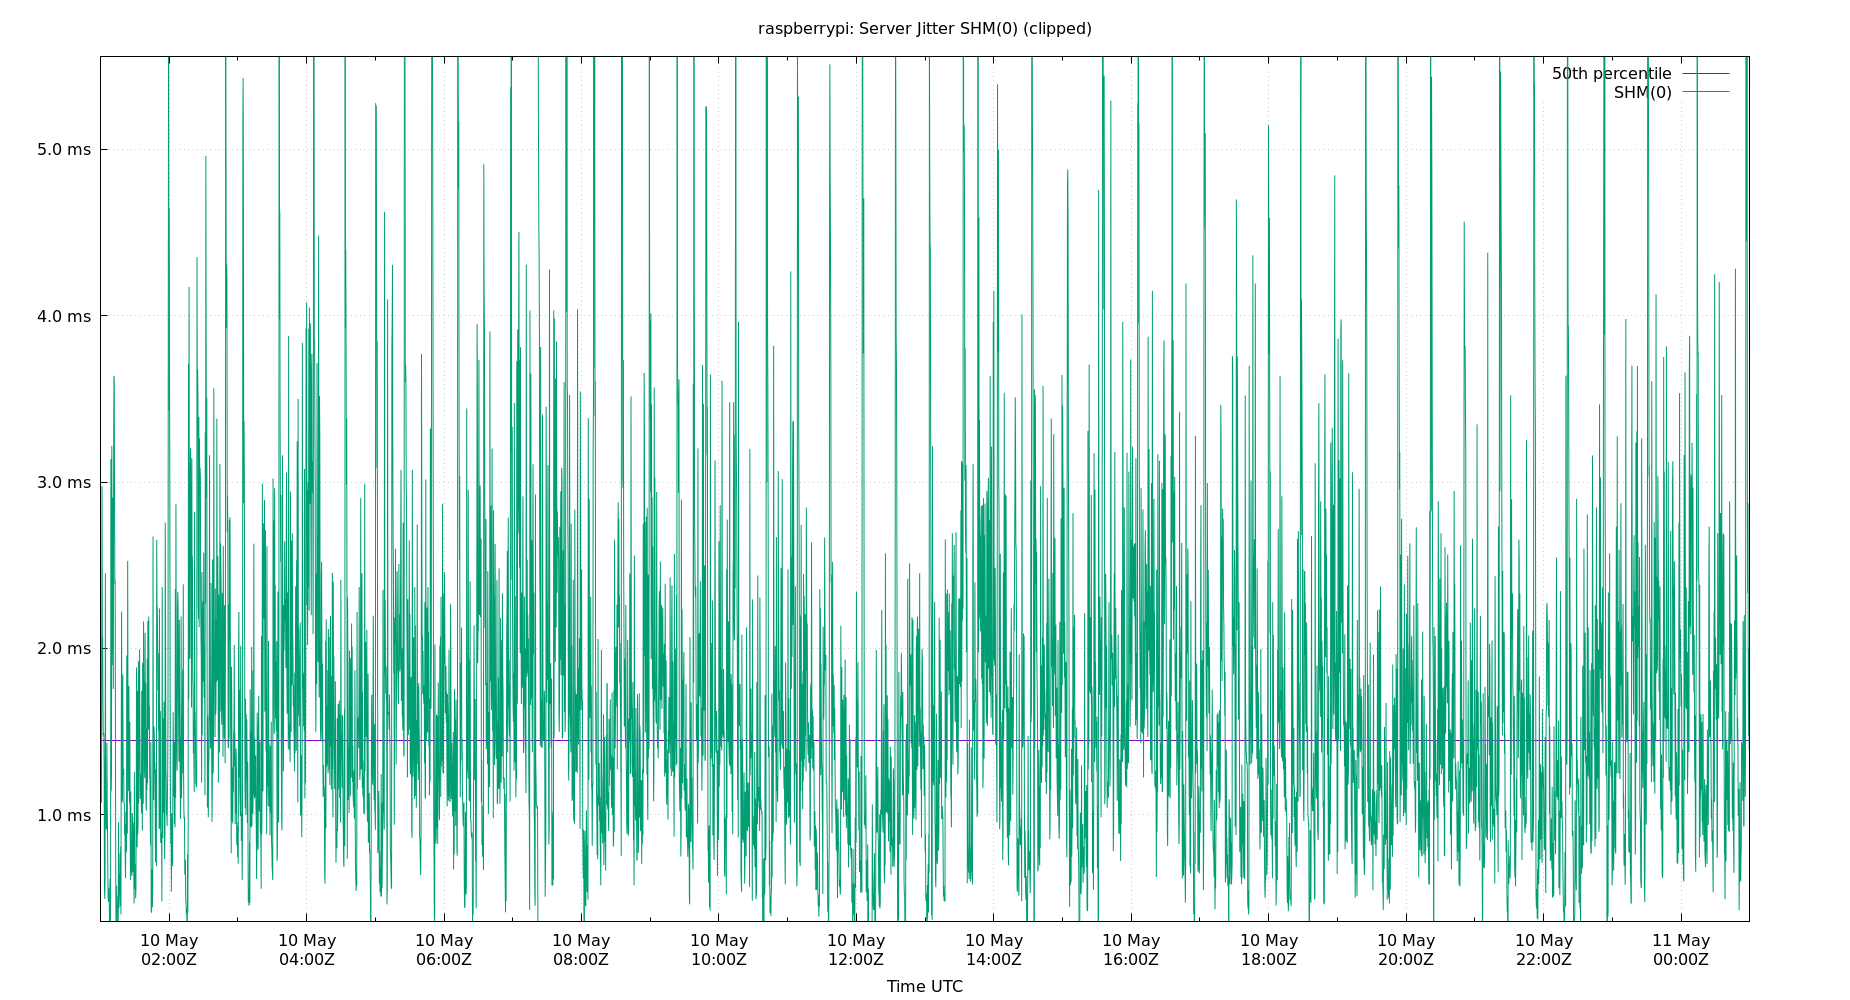 raspberrypi: Server Jitter SHM(0) (clipped)
50th percentile
SHM(0)
5.0 ms
4.0 ms
3.0 ms
2.0 ms
1.0 ms
10 May 10 May 10 May 10 May 10 May 10 May 10 May 10 May 10 May 10 May 10 May 11 May
02:00Z 04:00Z 06:00Z 08:00Z 10:00Z 12:00Z 14:00Z 16:00Z 18:00Z 20:00Z 22:00Z 00:00Z
Time UTC